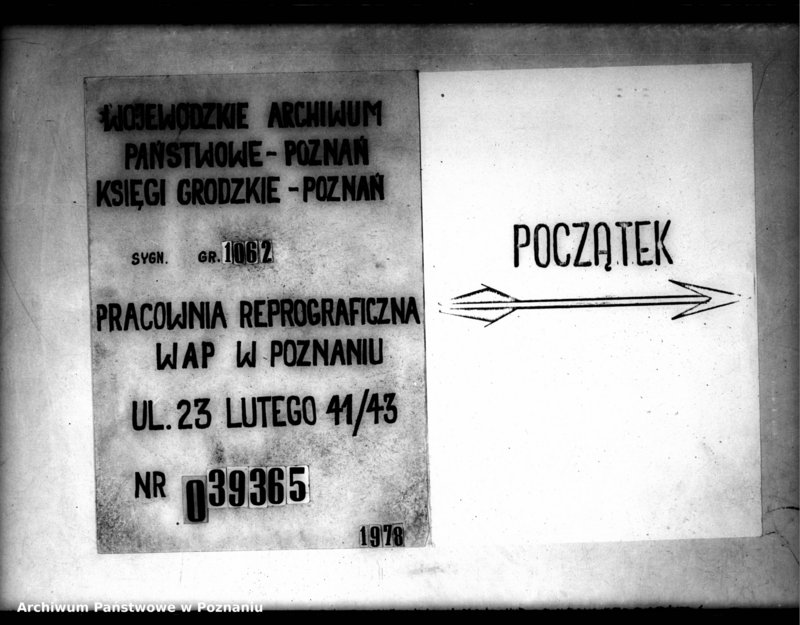 WOJEWÓDZKIE ARCHIWUM
PAŃSTWOWE - POZNAŃ
KSIĘGI GRODZKIE - POZNAŃ
SYGN. GR. 1062
PRACOWNIA REPROGRAFICZNA
WAP W POZNANIU
UL. 23 LUTEGO 41/43
NR 039365
1978
POCZĄTEK
Archiwum Państwowe w Poznaniu